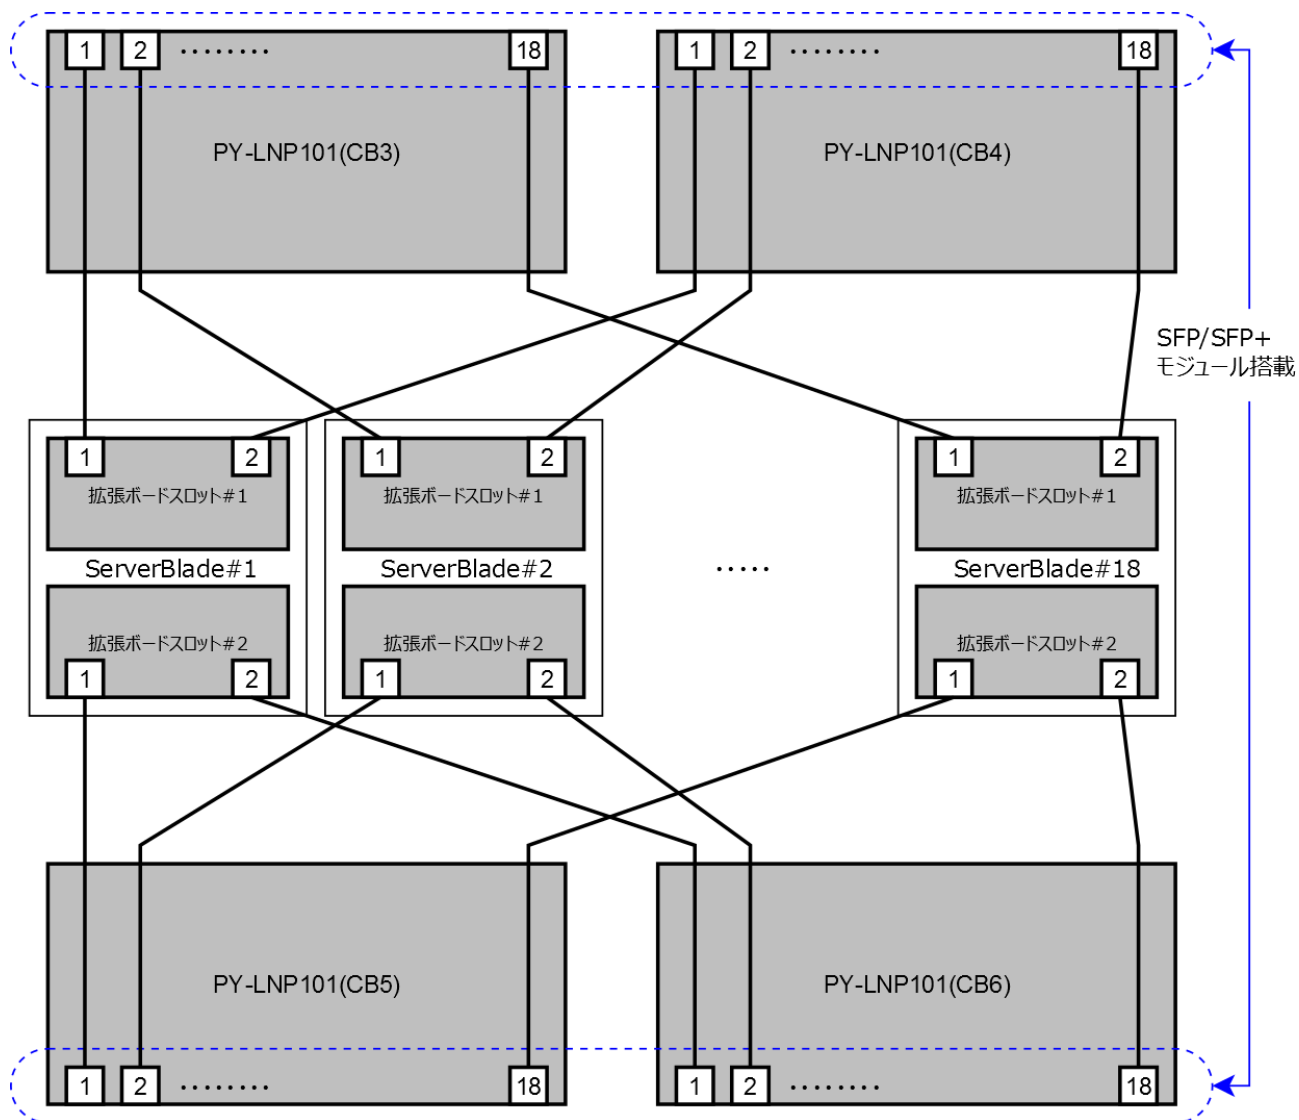 1 2 ········ 18 1 2 ········ 18
PY-LNP101(CB3) PY-LNP101(CB4)
SFP/SFP+
モジュール搭載
1 2 1 2 1 2
拡張ボードスロット#1 拡張ボードスロット#1 拡張ボードスロット#1
ServerBlade#1 ServerBlade#2 ····· ServerBlade#18
拡張ボードスロット#2 拡張ボードスロット#2 拡張ボードスロット#2
1 2 1 2 1 2
PY-LNP101(CB5) PY-LNP101(CB6)
1 2 ········ 18 1 2 ········ 18